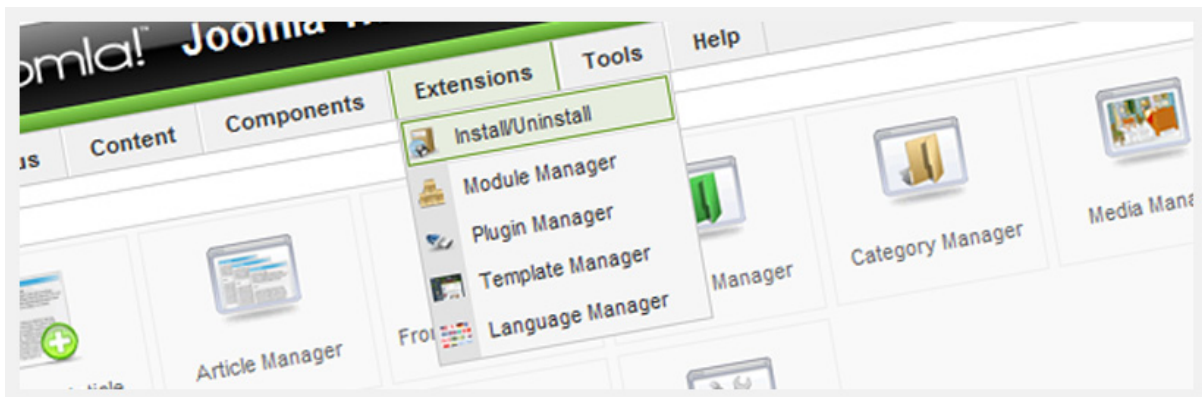 omla! Joomla
us Content Components Extensions Tools Help
Install/Uninstall
Module Manager
Plugin Manager
Template Manager
Language Manager
Article Manager
Fro
Manager
Category Manager
Media Mana